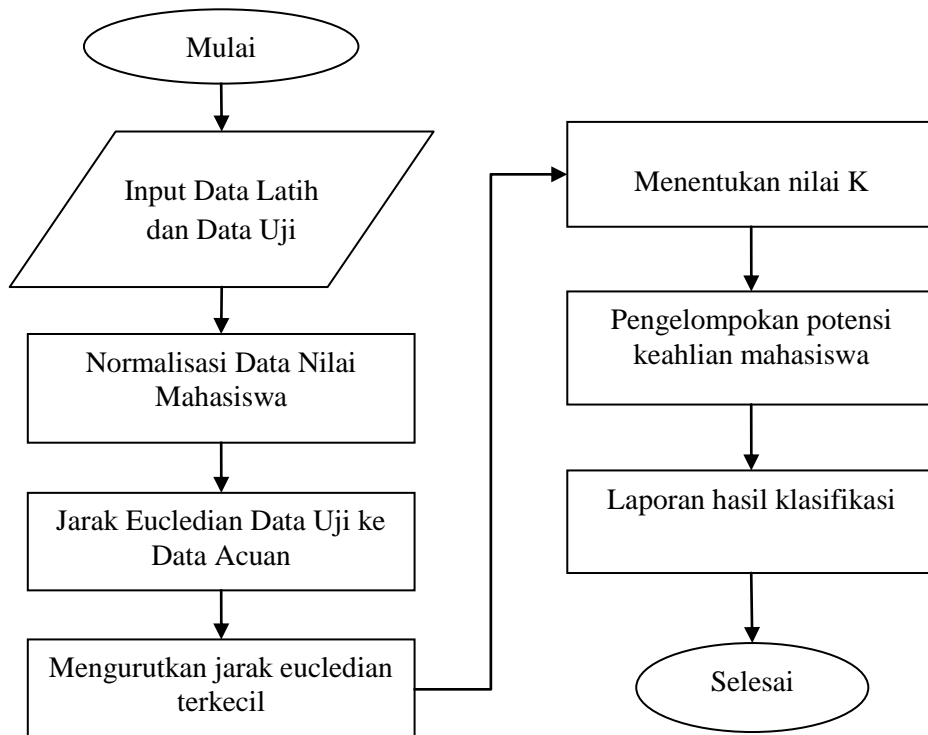 Mulai
Input Data Latih
dan Data Uji
Normalisasi Data Nilai
Mahasiswa
Jarak Eucledian Data Uji ke
Data Acuan
Mengurutkan jarak eucledian
terkecil
Menentukan nilai K
Pengelompokan potensi
keahlian mahasiswa
Laporan hasil klasifikasi
Selesai